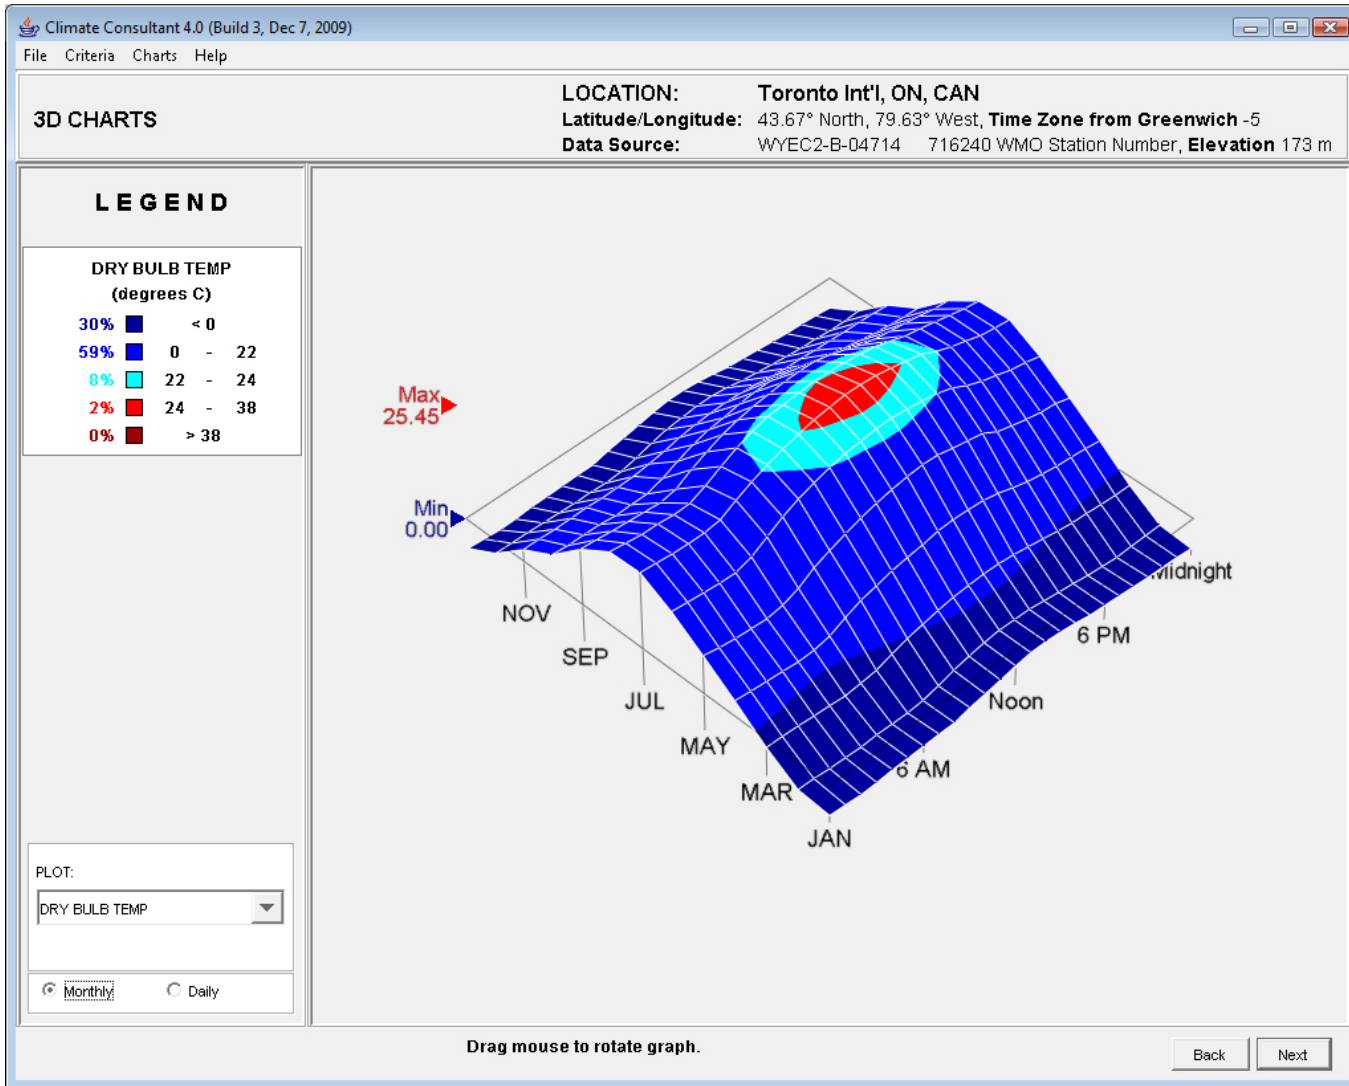 Climate Consultant 4.0 (Build 3, Dec 7, 2009)
File Criteria Charts Help
3D CHARTS
LOCATION: Toronto Int'l, ON, CAN
Latitude/Longitude: 43.67° North, 79.63° West, Time Zone from Greenwich -5
Data Source: WYEC2-B-04714 716240 WMO Station Number, Elevation 173 m
LEGEND
DRY BULB TEMP
(degrees C)
30% < 0
59% 0 - 22
8% 22 - 24
2% 24 - 38
0% > 38
PLOT:
DRY BULB TEMP
Monthly Daily
Max
25.45
Min
0.00
NOV
SEP
JUL
MAY
MAR
JAN
6 AM
Noon
6 PM
Midnight
Drag mouse to rotate graph.
Back Next